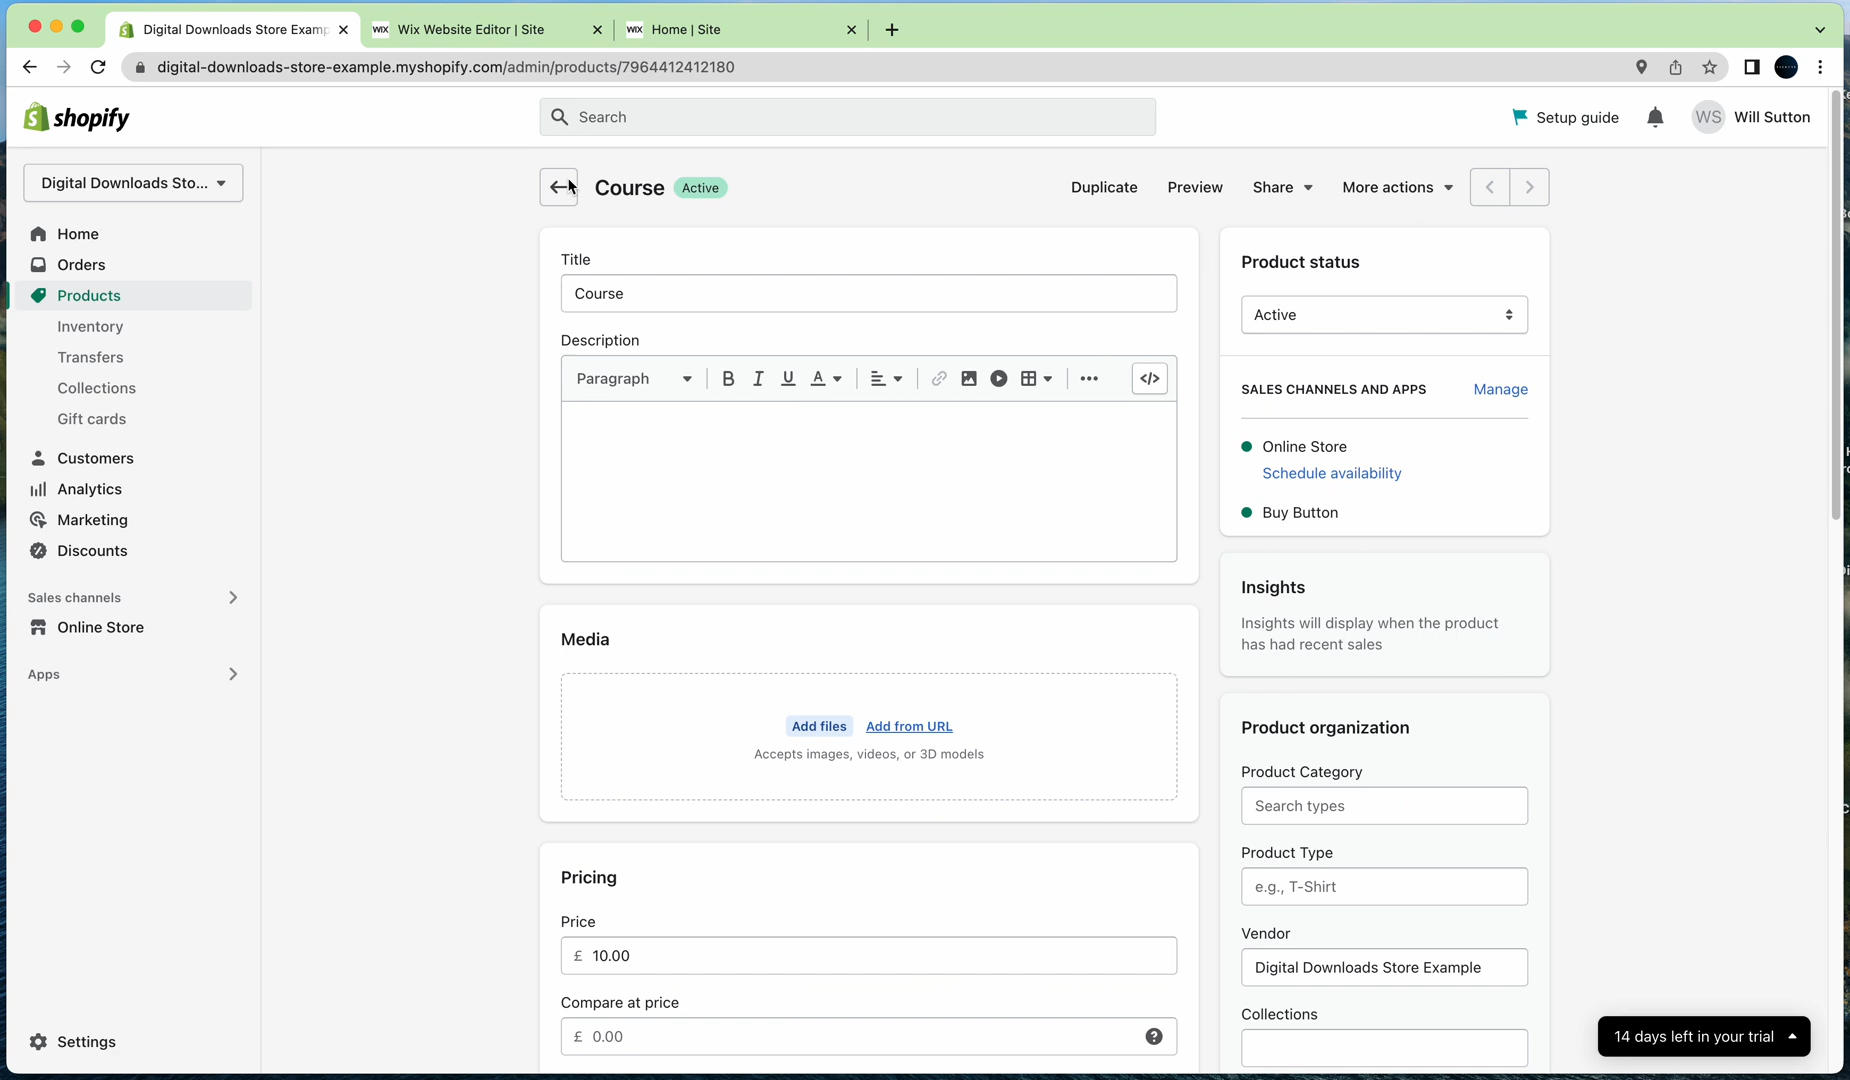 Digital Downloads Store Examp
WIX Wix Website Editor | Site
WIX Home | Site
digital-downloads-store-example.myshopify.com/admin/products/7964412412180
shopify
Search
Setup guide
WS Will Sutton
Digital Downloads Sto...
Home
Orders
Products
Inventory
Transfers
Collections
Gift cards
Customers
Analytics
Marketing
Discounts
Sales channels
Online Store
Apps
Settings
Course Active
Duplicate Preview Share More actions
Title
Course
Description
Paragraph B I U A </>
Media
Add files Add from URL
Accepts images, videos, or 3D models
Pricing
Price
£ 10.00
Compare at price
£ 0.00
Product status
Active
SALES CHANNELS AND APPS Manage
Online Store
Schedule availability
Buy Button
Insights
Insights will display when the product
has had recent sales
Product organization
Product Category
Search types
Product Type
e.g., T-Shirt
Vendor
Digital Downloads Store Example
Collections
14 days left in your trial